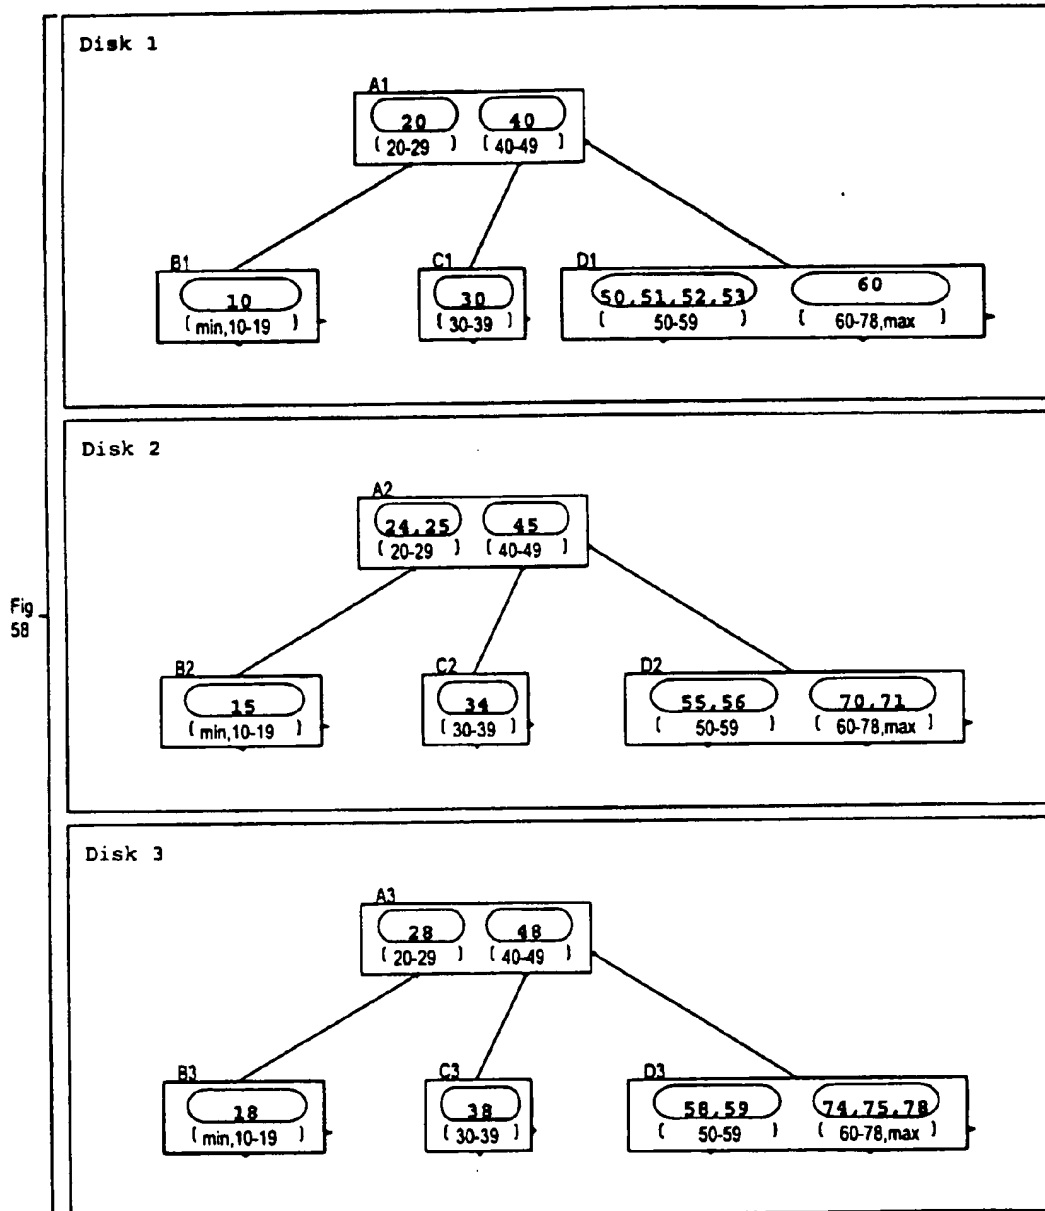 Disk 1
A1
20 40
( 20-29 ) ( 40-49 )
B1 C1 D1
10 30 50,51,52,53 60
( min,10-19 ) ( 30-39 ) ( 50-59 ) ( 60-78,max )
Disk 2
A2
24,25 45
( 20-29 ) ( 40-49 )
Fig
58
B2 C2 D2
15 34 55,56 70,71
( min,10-19 ) ( 30-39 ) ( 50-59 ) ( 60-78,max )
Disk 3
A3
28 48
( 20-29 ) ( 40-49 )
B3 C3 D3
18 38 58,59 74,75,78
( min,10-19 ) ( 30-39 ) ( 50-59 ) ( 60-78,max )